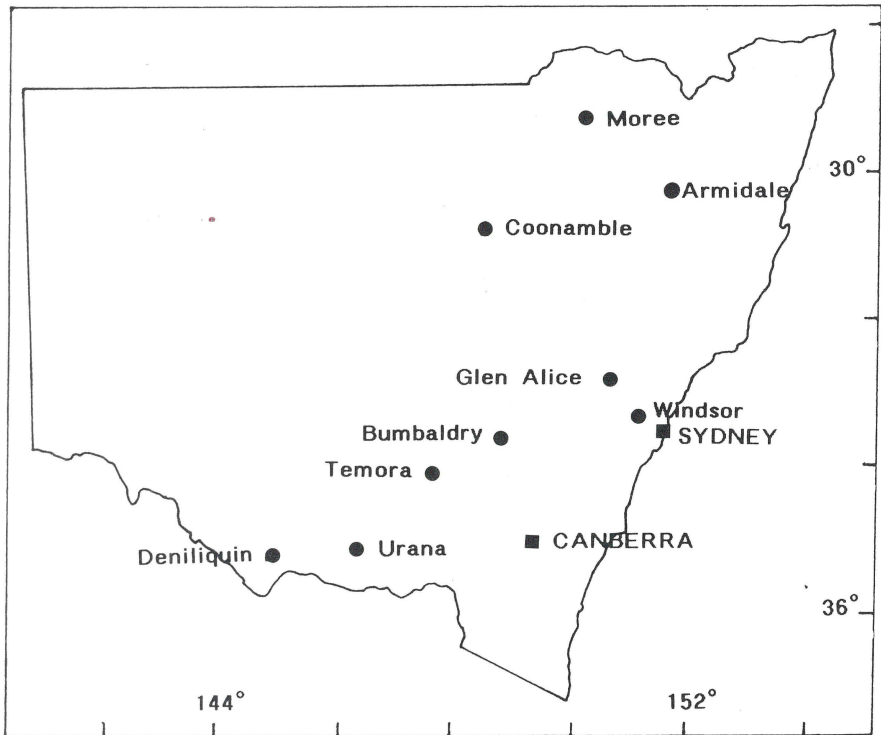 Moree
30°
Armidale
Coonamble
Glen Alice
Windsor
Bumbaldry
SYDNEY
Temora
Deniliquin
Urana
CANBERRA
36°
144°
152°